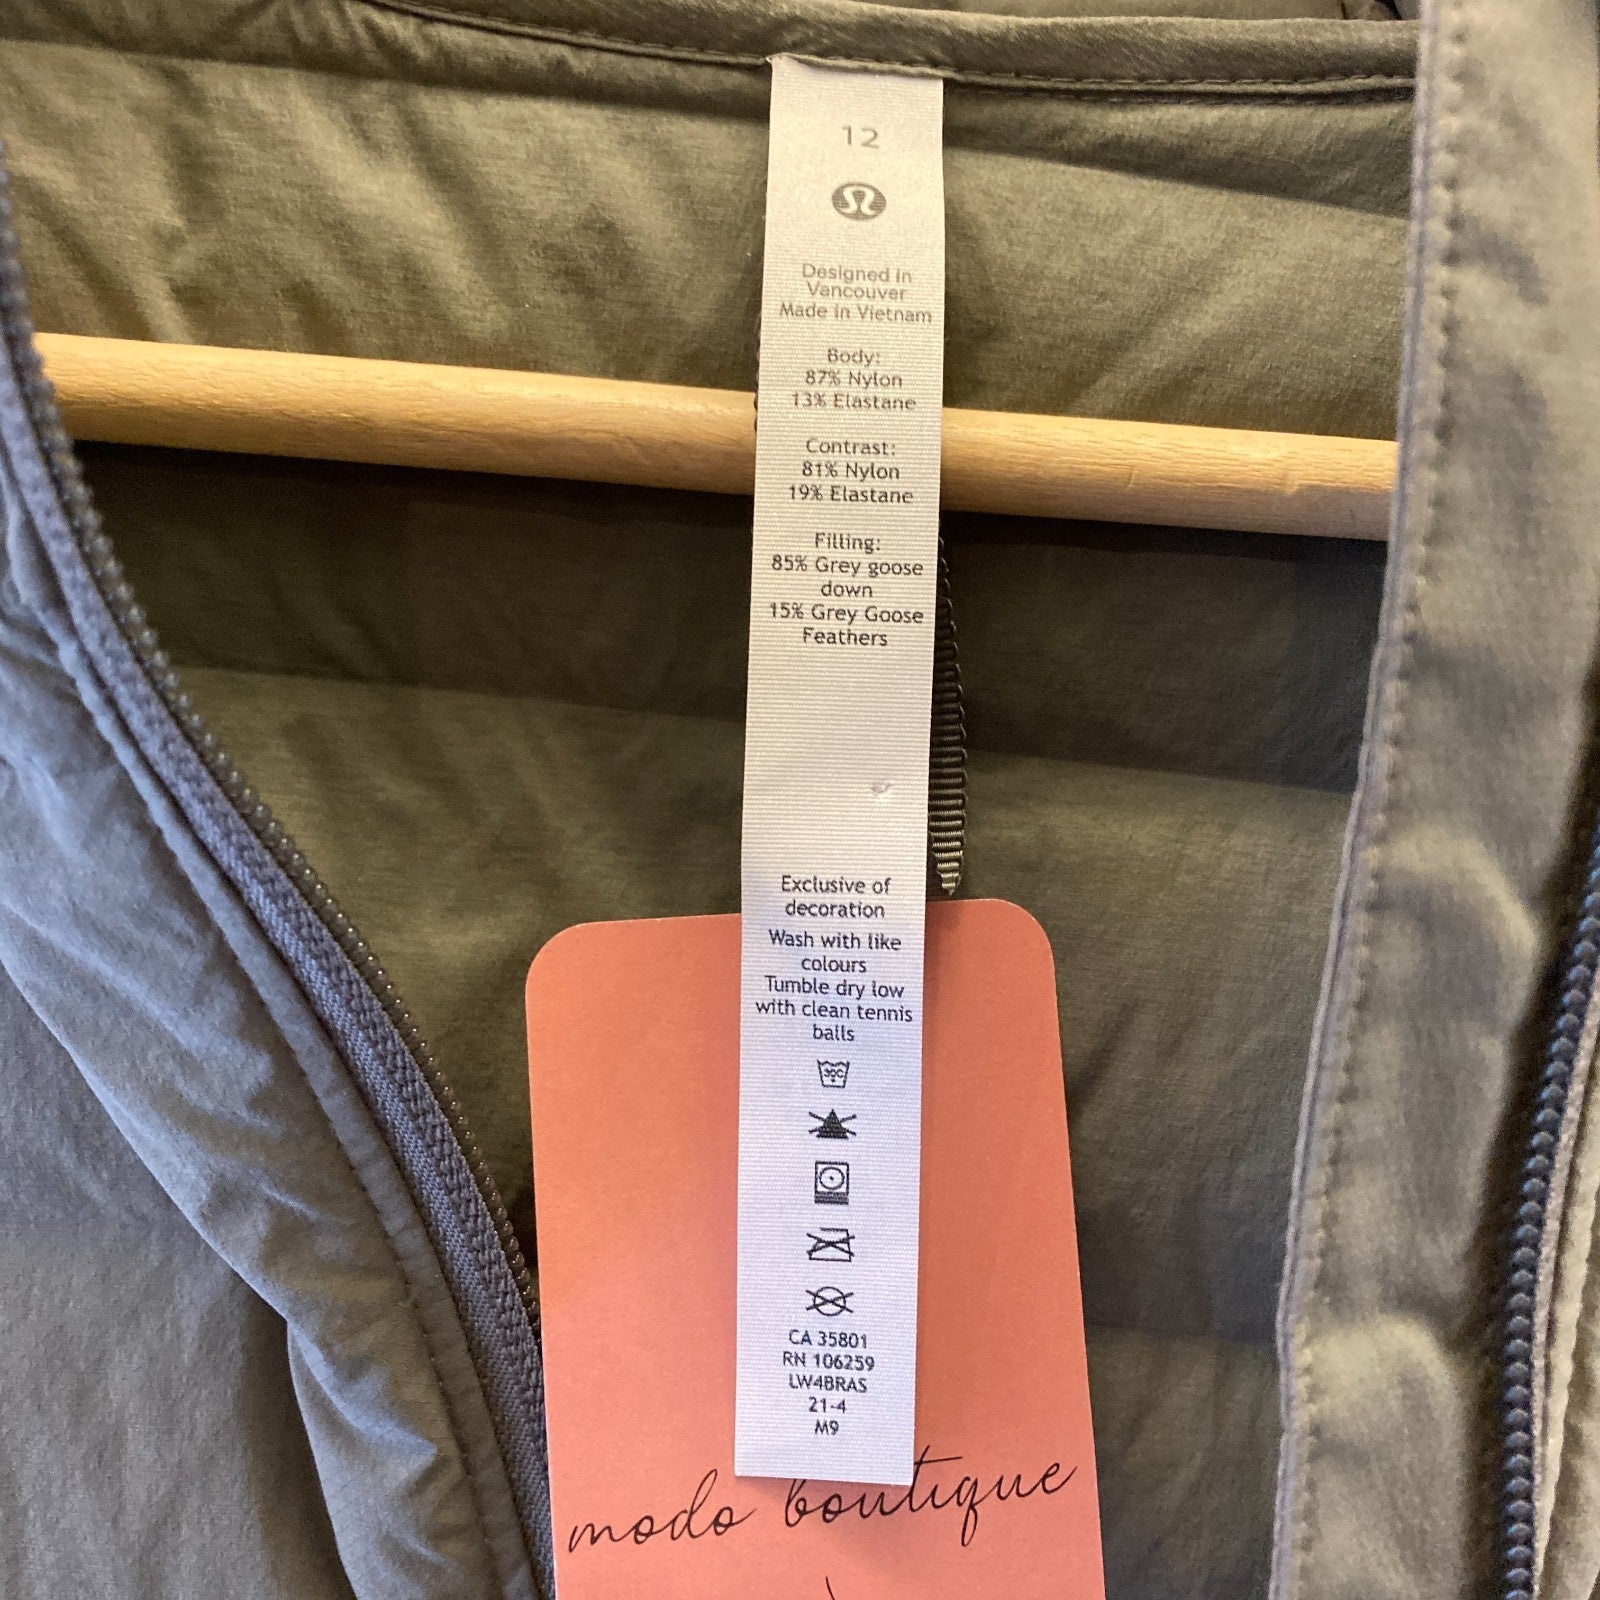 12
Designed in
Vancouver
Made in Vietnam
Body:
87% Nylon
13% Elastane
Contrast:
81% Nylon
19% Elastane
Filling:
85% Grey goose
down
15% Grey Goose
Feathers
Exclusive of
decoration
Wash with like
colours
Tumble dry low
with clean tennis
balls
30C
CA 35801
RN 106259
LW4BRAS
21-4
M9
modo boutique